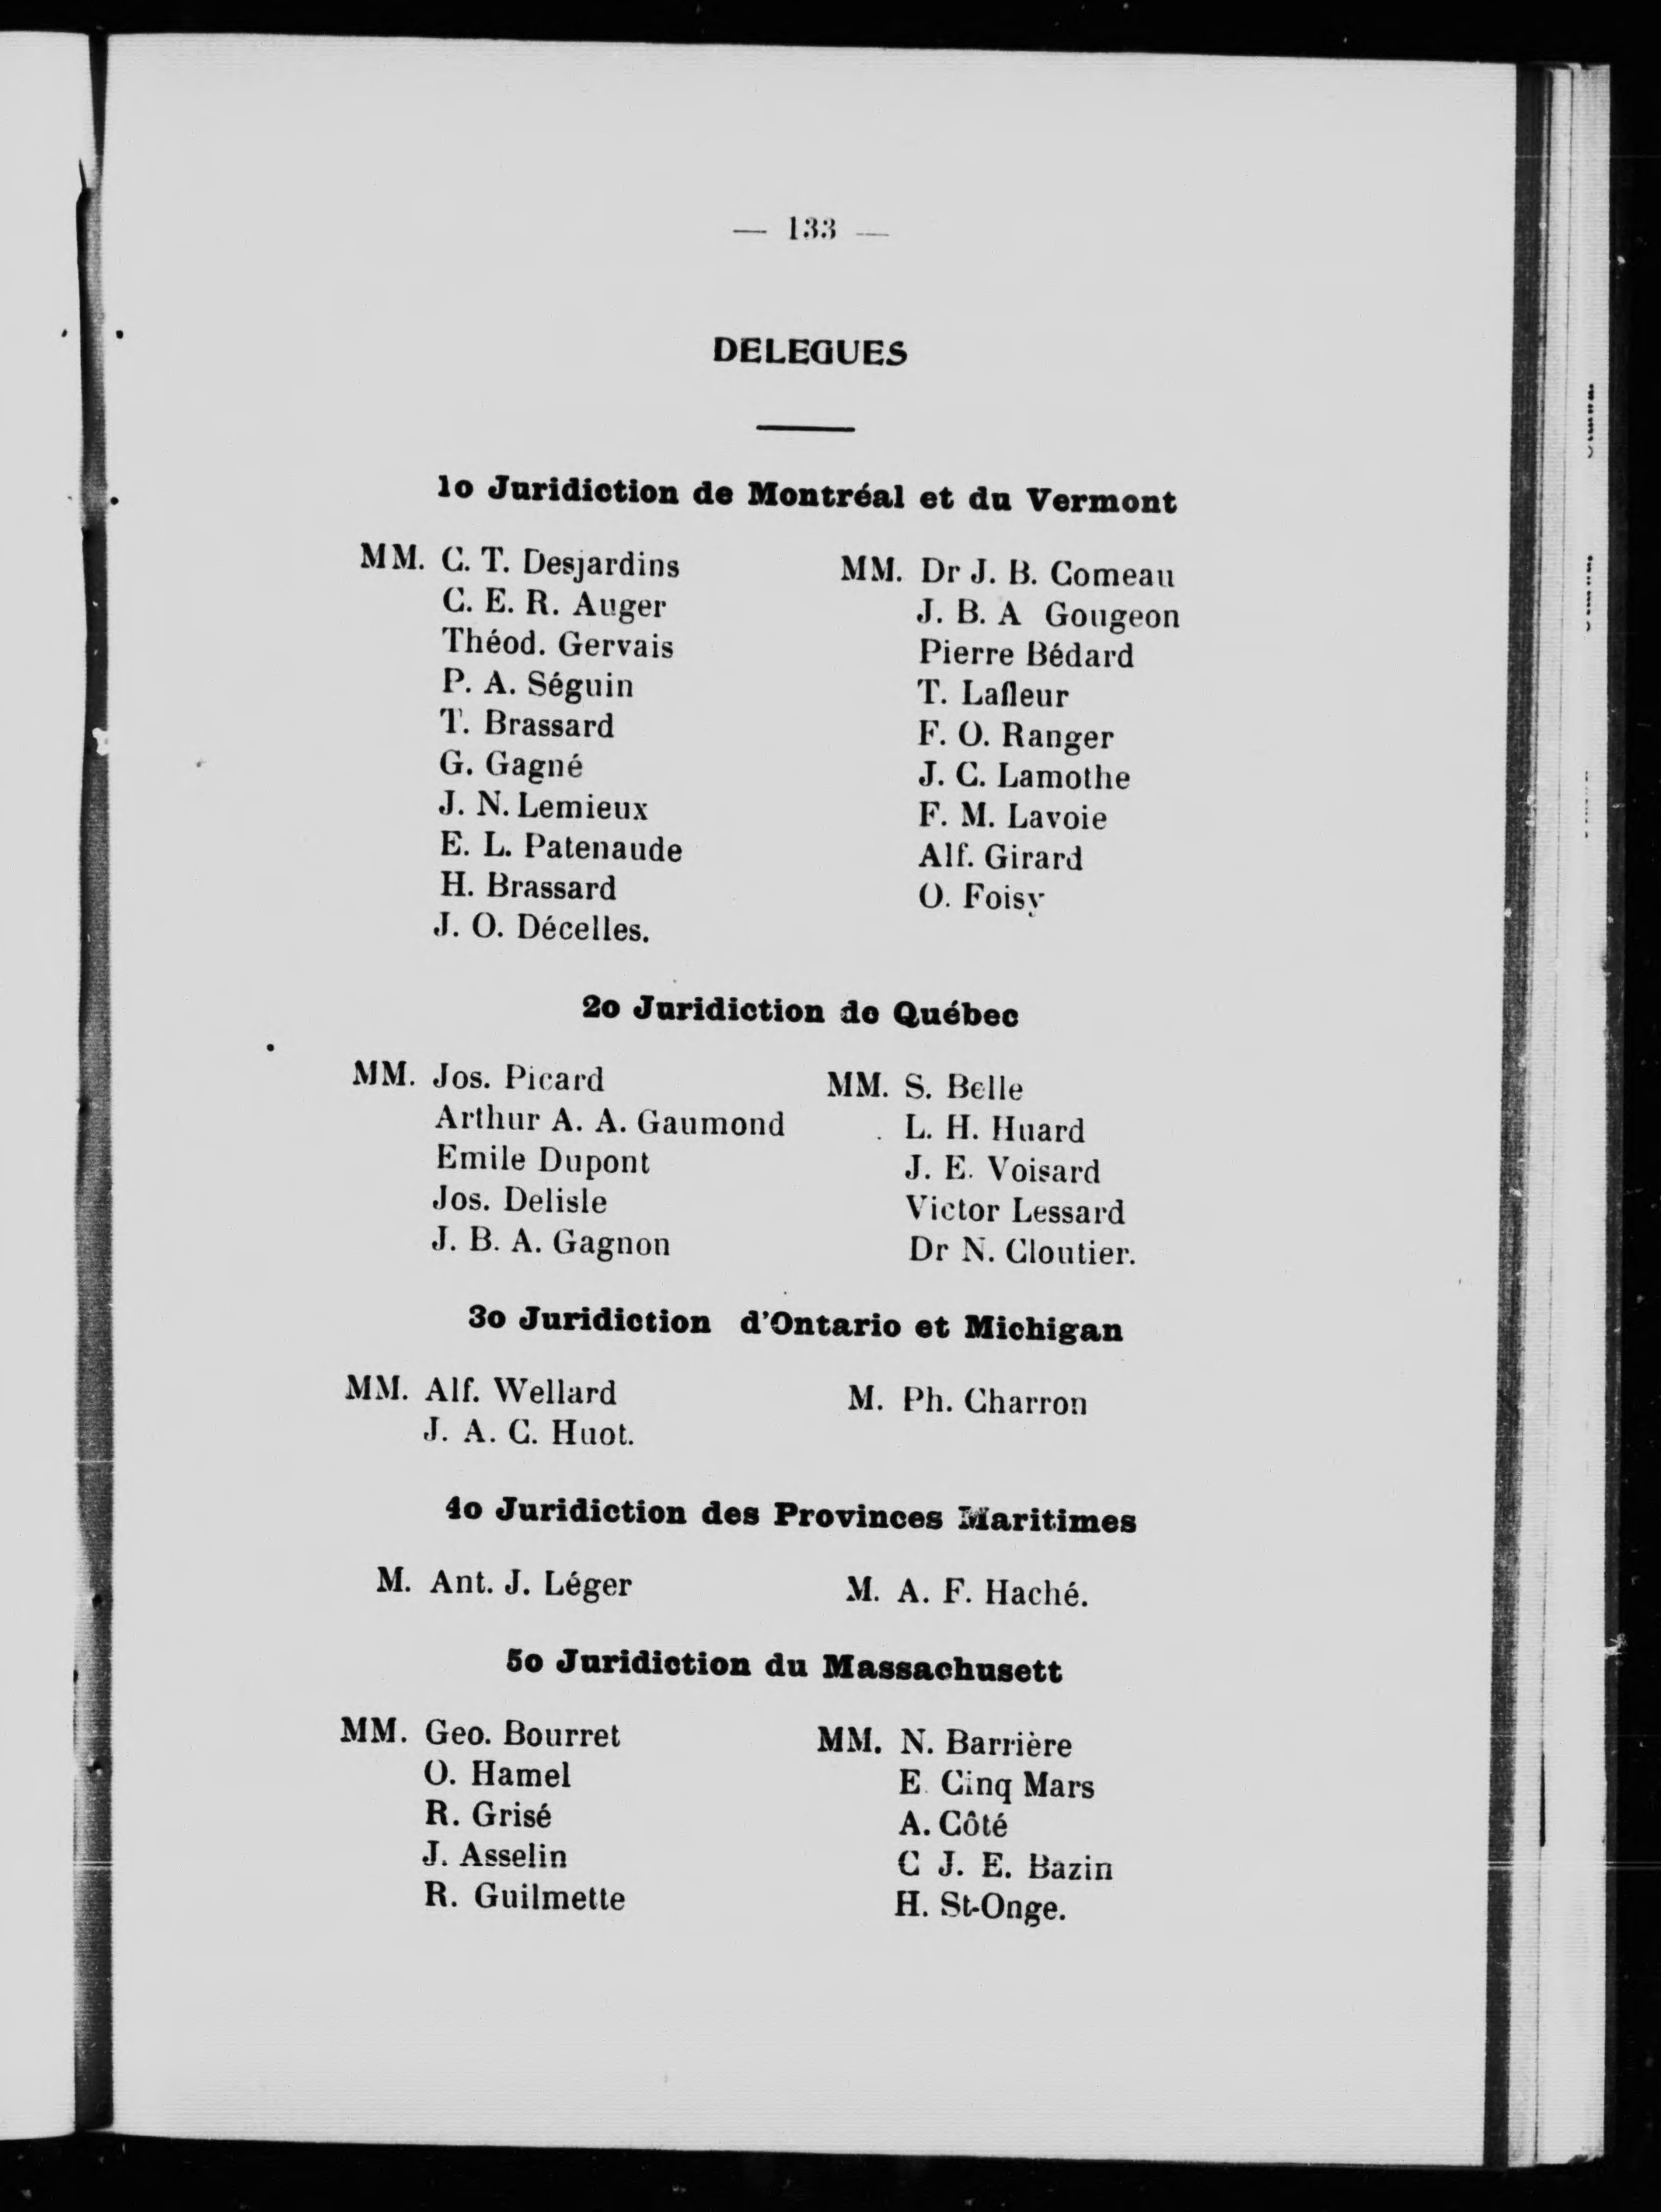 — 133 —
DELEGUES
1o Juridiction de Montréal et du Vermont
MM. C. T. Desjardins
C. E. R. Auger
Théod. Gervais
P. A. Séguin
T. Brassard
G. Gagné
J. N. Lemieux
E. L. Patenaude
H. Brassard
J. O. Décelles.
MM. Dr J. B. Comeau
J. B. A Gougeon
Pierre Bédard
T. Lafleur
F. O. Ranger
J. C. Lamothe
F. M. Lavoie
Alf. Girard
O. Foisy
2o Juridiction de Québec
MM. Jos. Picard
Arthur A. A. Gaumond
Emile Dupont
Jos. Delisle
J. B. A. Gagnon
MM. S. Belle
L. H. Huard
J. E. Voisard
Victor Lessard
Dr N. Cloutier.
3o Juridiction d'Ontario et Michigan
MM. Alf. Wellard
J. A. C. Huot.
M. Ph. Charron
4o Juridiction des Provinces Maritimes
M. Ant. J. Léger
M. A. F. Haché.
5o Juridiction du Massachusett
MM. Geo. Bourret
O. Hamel
R. Grisé
J. Asselin
R. Guilmette
MM. N. Barrière
E. Cinq Mars
A. Côté
C J. E. Bazin
H. St-Onge.